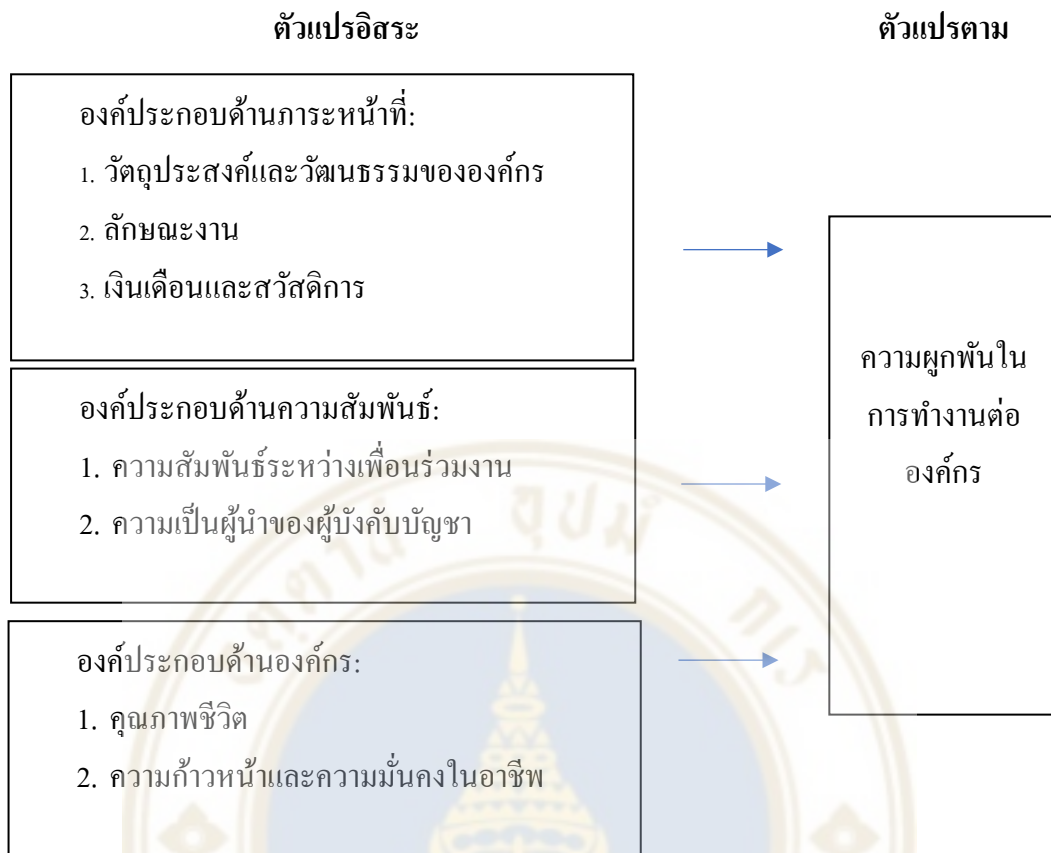 ตัวแปรอิสระ
ตัวแปรตาม
องค์ประกอบด้านภาระหน้าที่:
1. วัตถุประสงค์และวัฒนธรรมขององค์กร
2. ลักษณะงาน
3. เงินเดือนและสวัสดิการ
องค์ประกอบด้านความสัมพันธ์:
1. ความสัมพันธ์ระหว่างเพื่อนร่วมงาน
2. ความเป็นผู้นำของผู้บังคับบัญชา
องค์ประกอบด้านองค์กร:
1. คุณภาพชีวิต
2. ความก้าวหน้าและความมั่นคงในอาชีพ
ความผูกพันใน
การทำงานต่อ
องค์กร